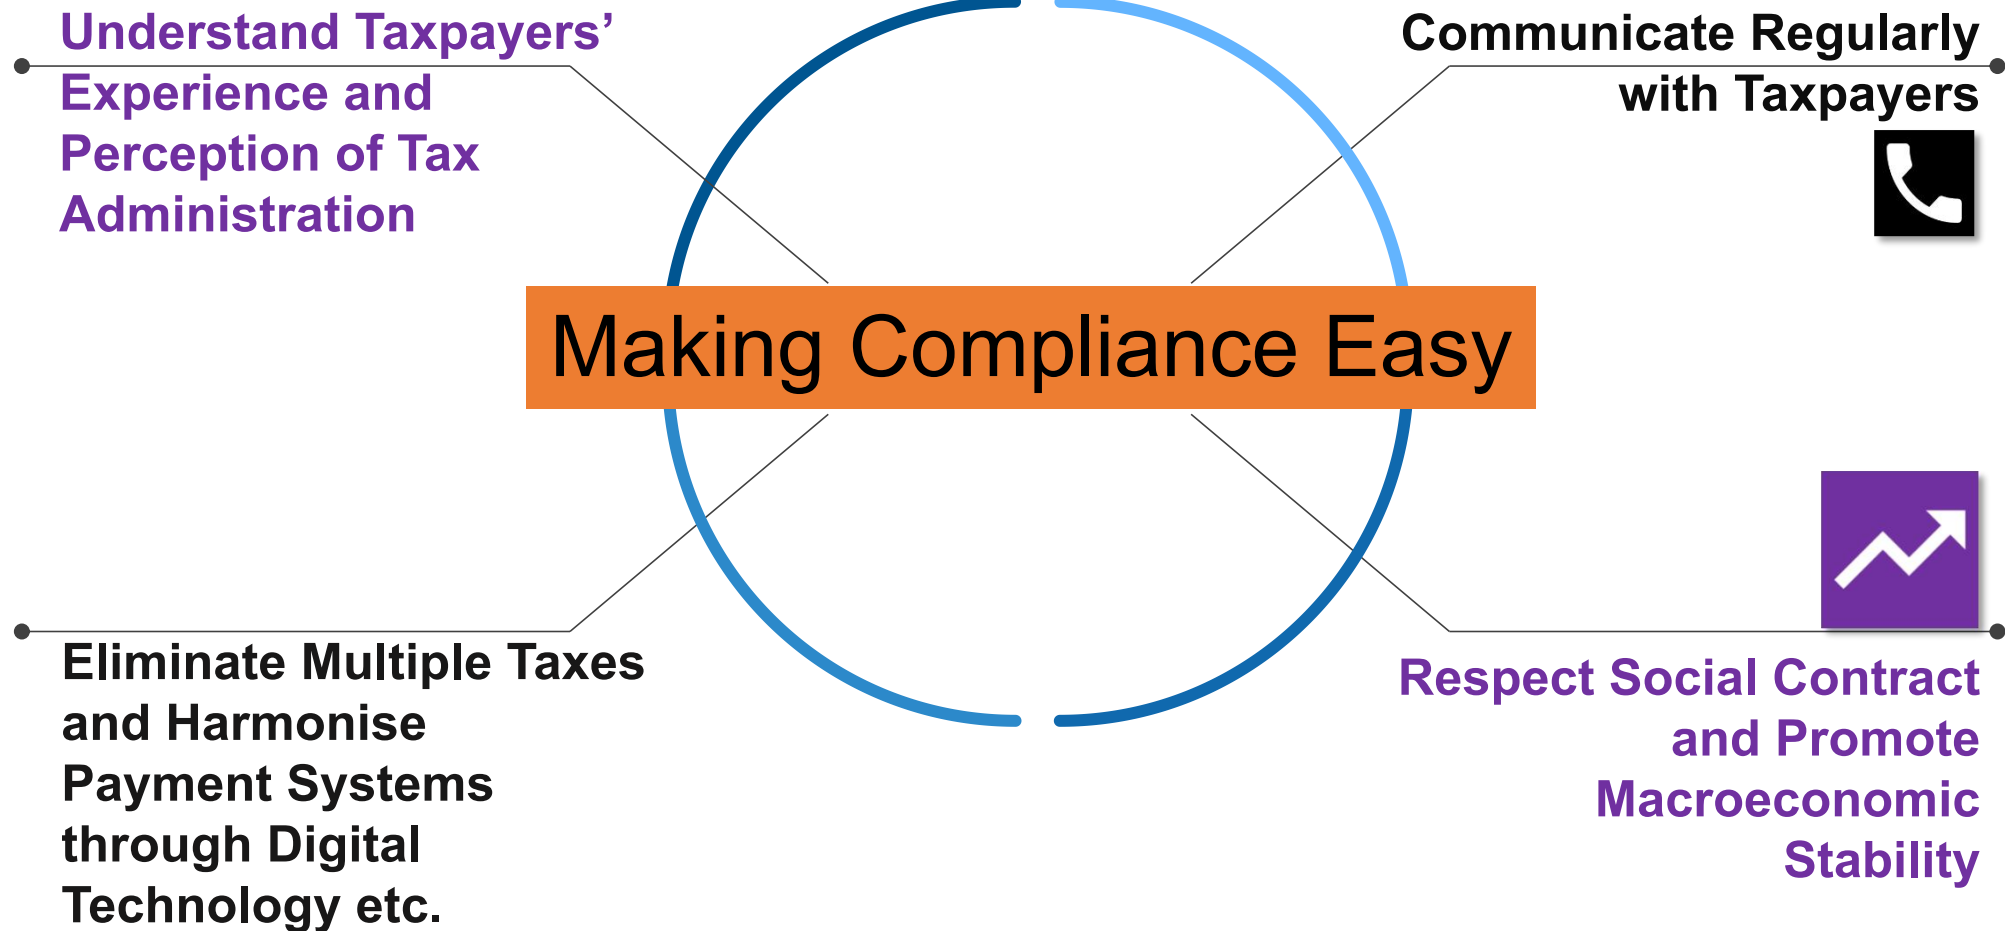 Understand Taxpayers’
Experience and
Perception of Tax
Administration
Communicate Regularly
with Taxpayers
Making Compliance Easy
Eliminate Multiple Taxes
and Harmonise
Payment Systems
through Digital
Technology etc.
Respect Social Contract
and Promote
Macroeconomic
Stability